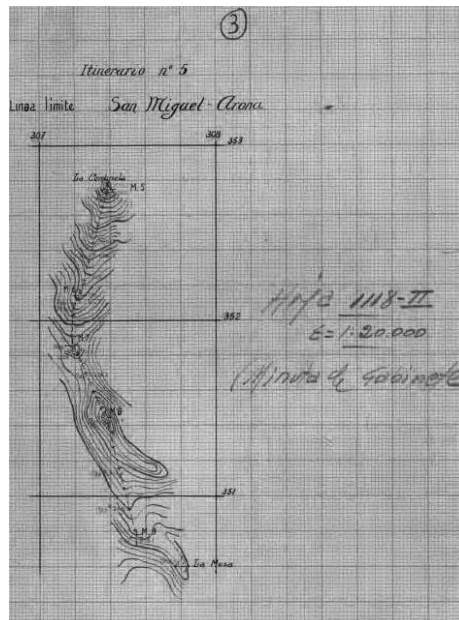 3
Itinerario nº 5
Linea limite San Miguel-Arona
307 308
353
La Centinela
M.5
352
Hoja 1118-II
E=1:20.000
(Minuta de Gabinete
351
La Mesa